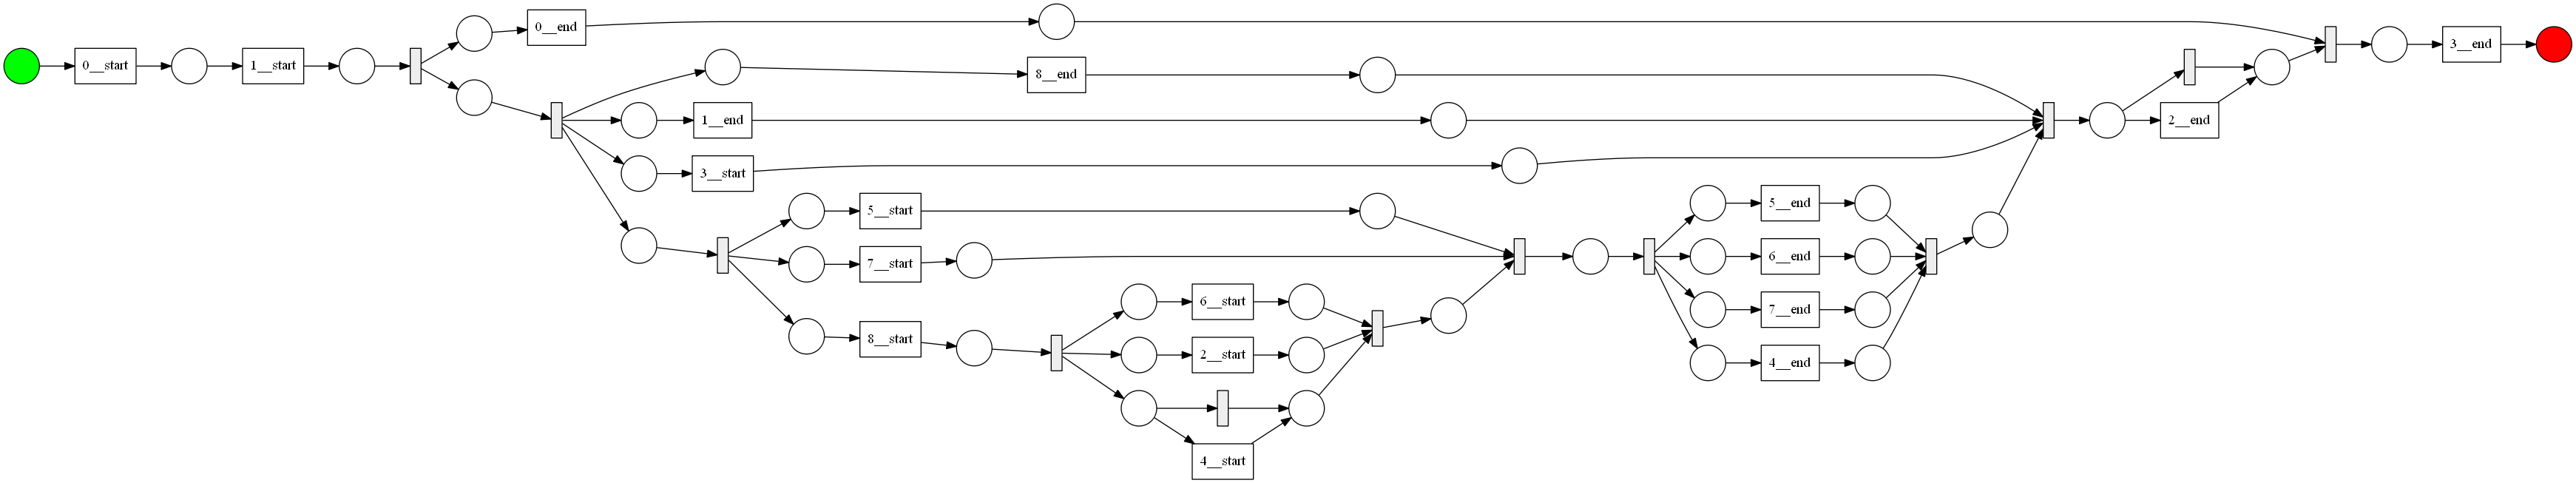 0__start
1__start
0__end
8__end
1__end
3__start
5__start
7__start
8__start
6__start
2__start
4__start
5__end
6__end
7__end
4__end
2__end
3__end